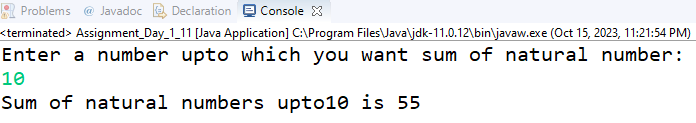 Problems @ Javadoc Declaration Console
<terminated> Assignment_Day_1_11 [Java Application] C:\Program Files\Java\jdk-11.0.12\bin\javaw.exe (Oct 15, 2023, 11:21:54 PM)
Enter a number upto which you want sum of natural number:
10
Sum of natural numbers upto10 is 55